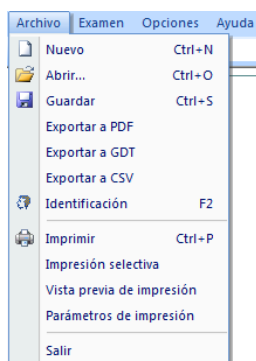 Archivo Examen Opciones Ayuda
Nuevo Ctrl+N
Abrir... Ctrl+O
Guardar Ctrl+S
Exportar a PDF
Exportar a GDT
Exportar a CSV
Identificación F2
Imprimir Ctrl+P
Impresión selectiva
Vista previa de impresión
Parámetros de impresión
Salir